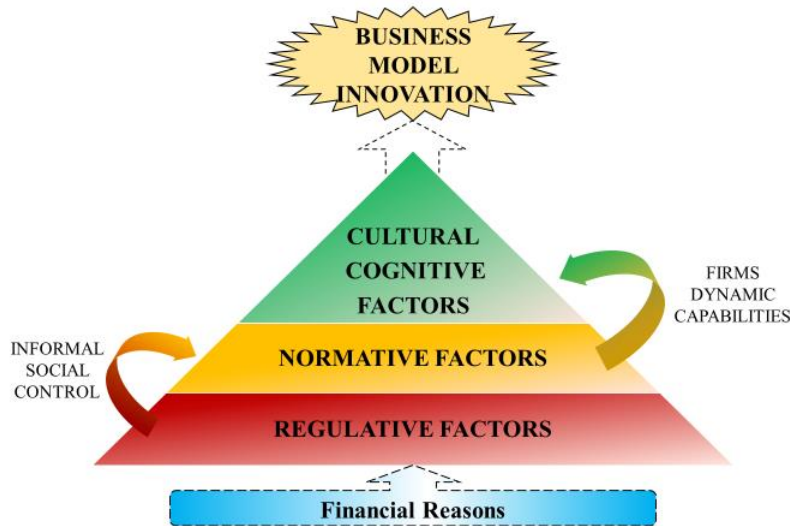 BUSINESS
MODEL
INNOVATION
CULTURAL
COGNITIVE
FACTORS
FIRMS
DYNAMIC
CAPABILITIES
INFORMAL
SOCIAL
CONTROL
NORMATIVE FACTORS
REGULATIVE FACTORS
Financial Reasons